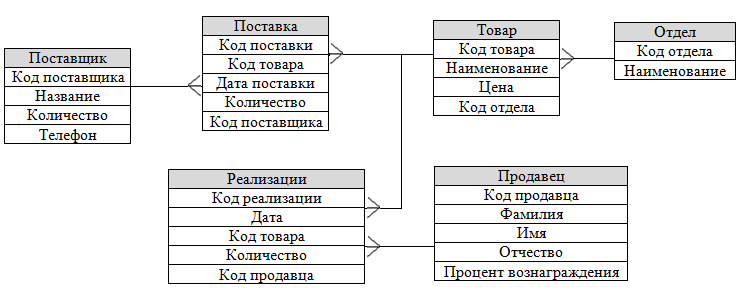 Поставщик
Код поставщика
Название
Количество
Телефон
Поставка
Код поставки
Код товара
Дата поставки
Количество
Код поставщика
Товар
Код товара
Наименование
Цена
Код отдела
Отдел
Код отдела
Наименование
Реализации
Код реализации
Дата
Код товара
Количество
Код продавца
Продавец
Код продавца
Фамилия
Имя
Отчество
Процент вознаграждения